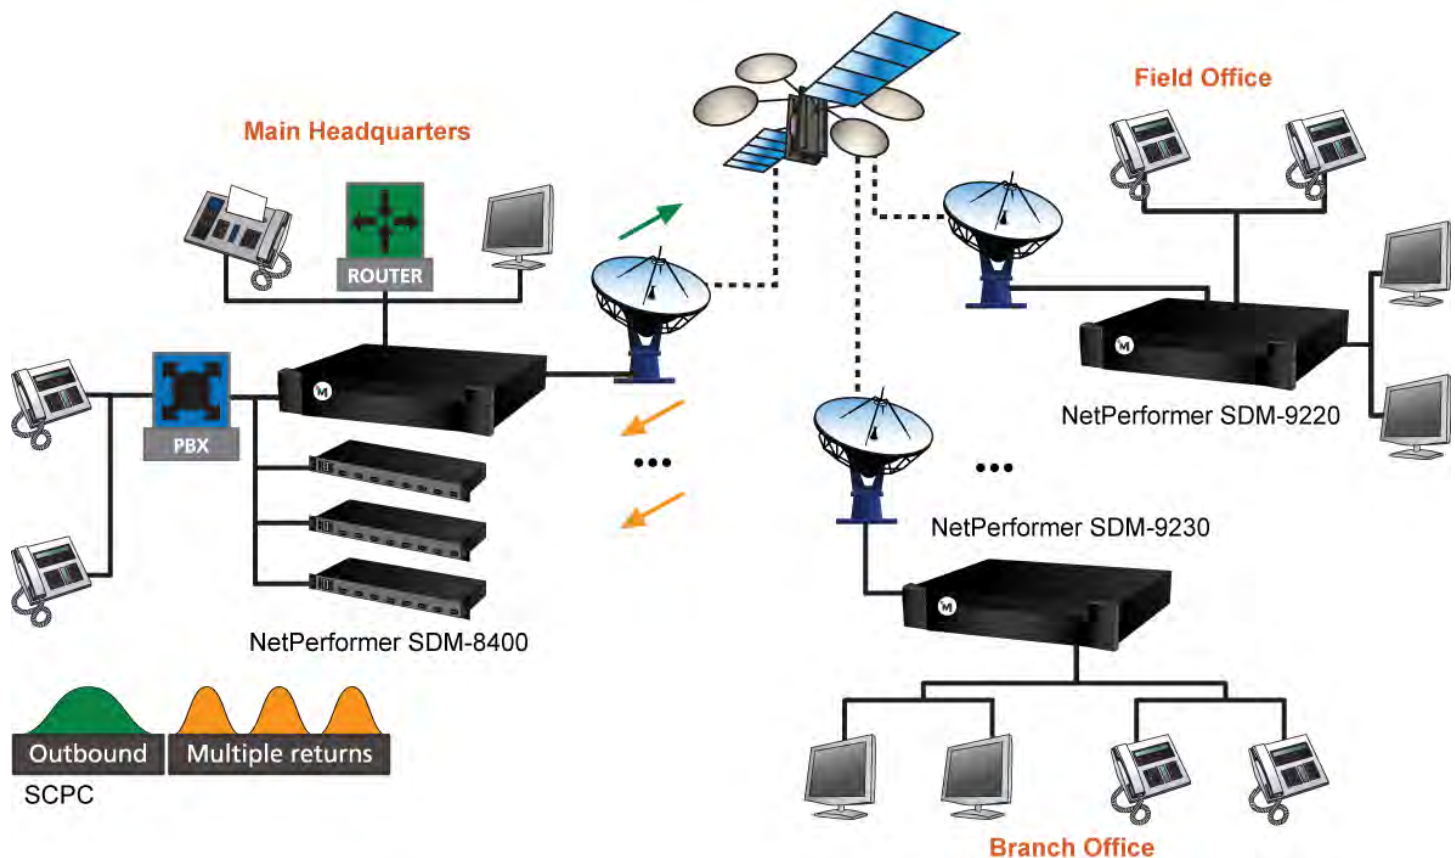 Field Office
Main Headquarters
ROUTER
M
NetPerformer SDM-9220
PBX
M
NetPerformer SDM-9230
M
NetPerformer SDM-8400
Outbound
Multiple returns
SCPC
Branch Office